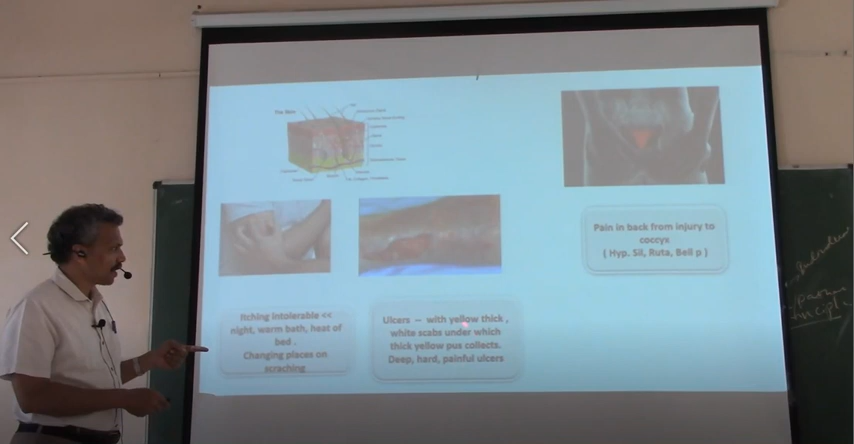 The Skin
Pain in back from injury to
coccyx
( Hyp. Sil, Ruta, Bell p )
Itching intolerable <<
night, warm bath, heat of
bed .
Changing places on
scraching
Ulcers – with yellow thick ,
white scabs under which
thick yellow pus collects.
Deep, hard, painful ulcers